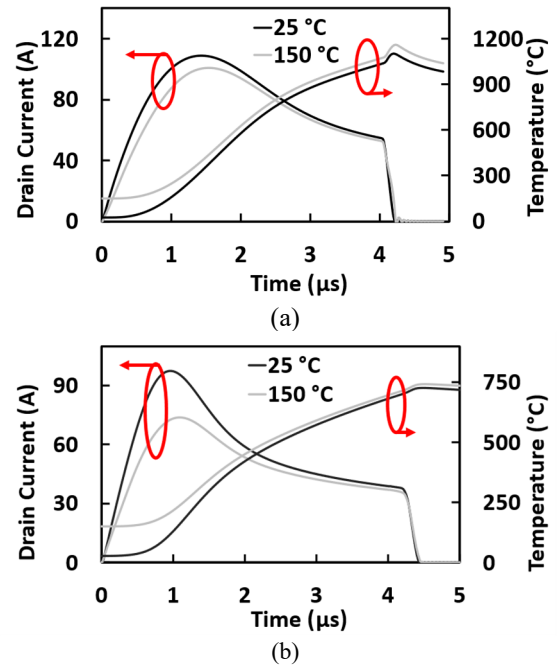 120
80
40
0
Drain Current (A)
25 °C
150 °C
1200
900
600
300
0
Temperature (°C)
0 1 2 3 4 5
Time (µs)
(a)
90
60
30
0
Drain Current (A)
25 °C
150 °C
750
500
250
0
Temperature (°C)
0 1 2 3 4 5
Time (µs)
(b)